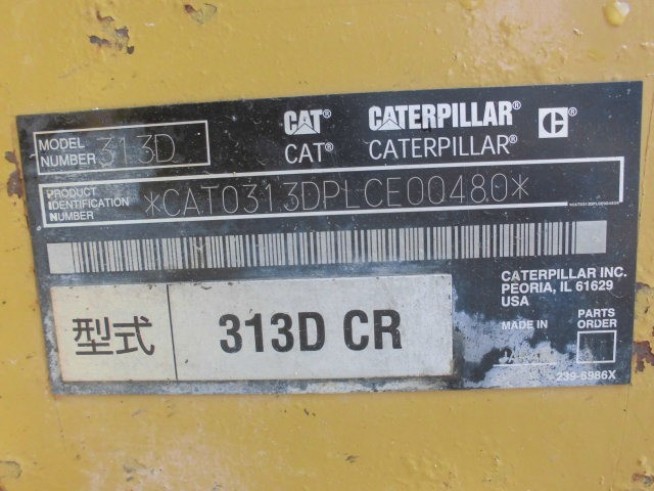 CAT® CATERPILLAR® C
CAT® CATERPILLAR®
MODEL NUMBER 313D
PRODUCT IDENTIFICATION NUMBER *CAT0313DPLCE00480*
CATERPILLAR INC.
PEORIA, IL 61629
USA
MADE IN
PARTS ORDER
型式 313D CR
239-5986X